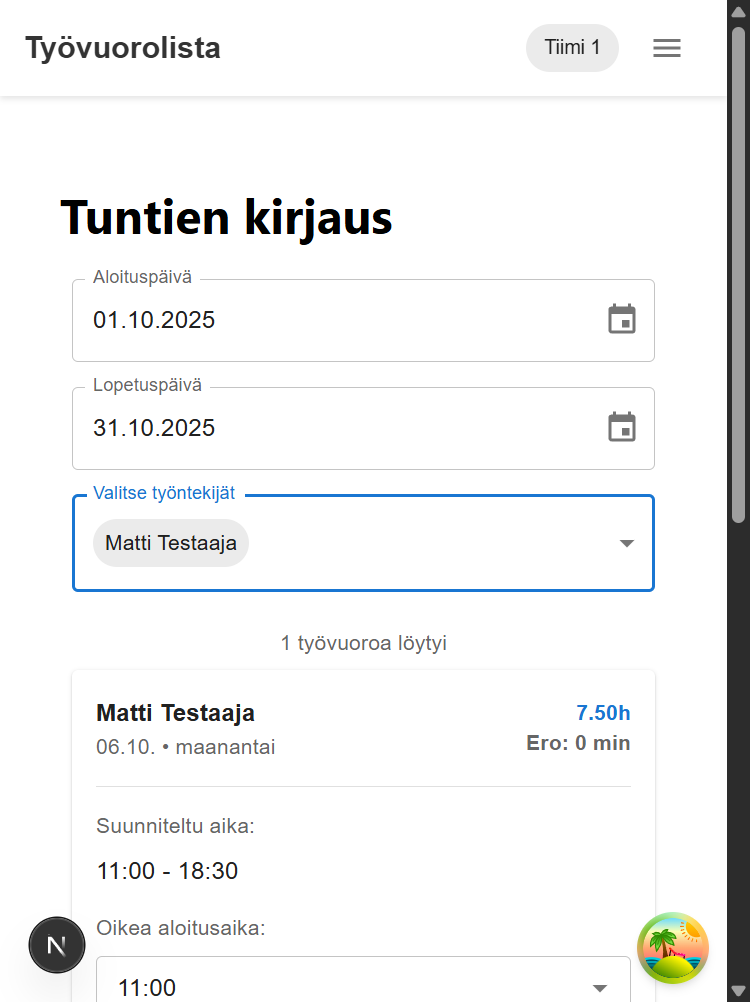 Työvuorolista
Tiimi 1
Tuntien kirjaus
Aloituspäivä
01.10.2025
Lopetuspäivä
31.10.2025
Valitse työntekijät
Matti Testaaja
1 työvuoroa löytyi
Matti Testaaja
7.50h
06.10. • maanantai
Ero: 0 min
Suunniteltu aika:
11:00 - 18:30
Oikea aloitusaika:
11:00
N